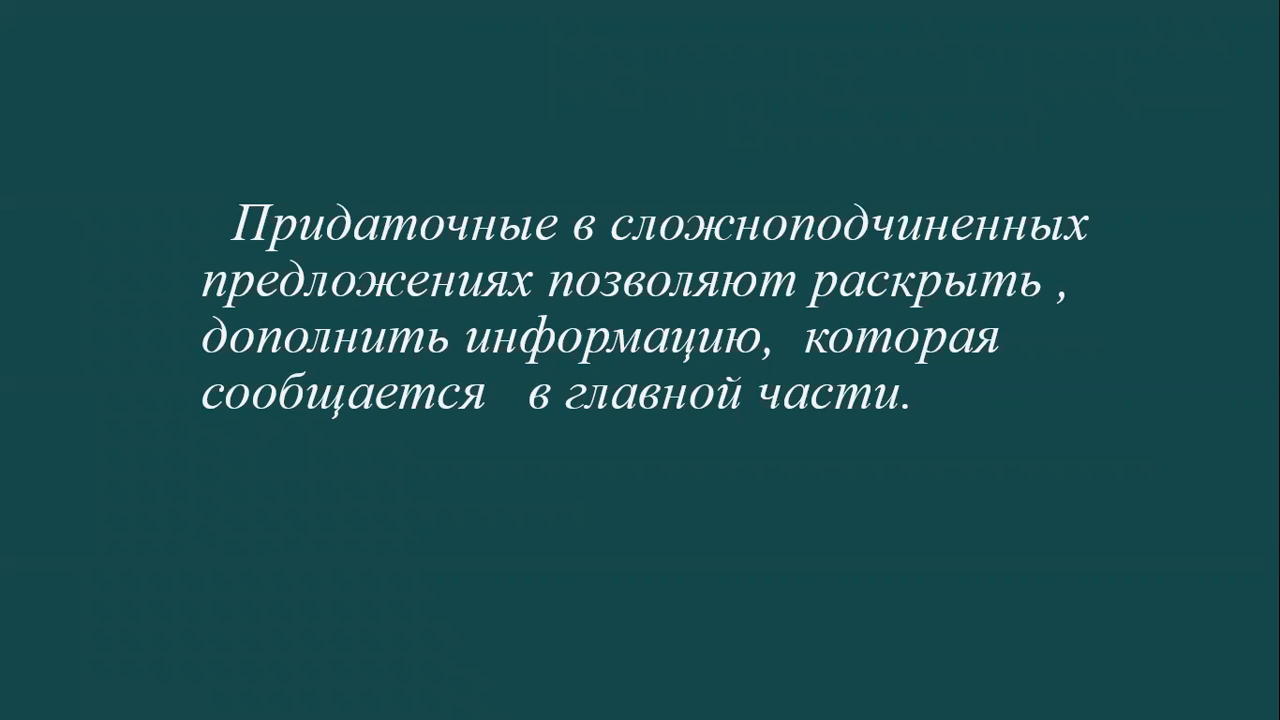 Придаточные в сложноподчиненных
предложениях позволяют раскрыть ,
дополнить информацию,  которая
сообщается   в главной части.